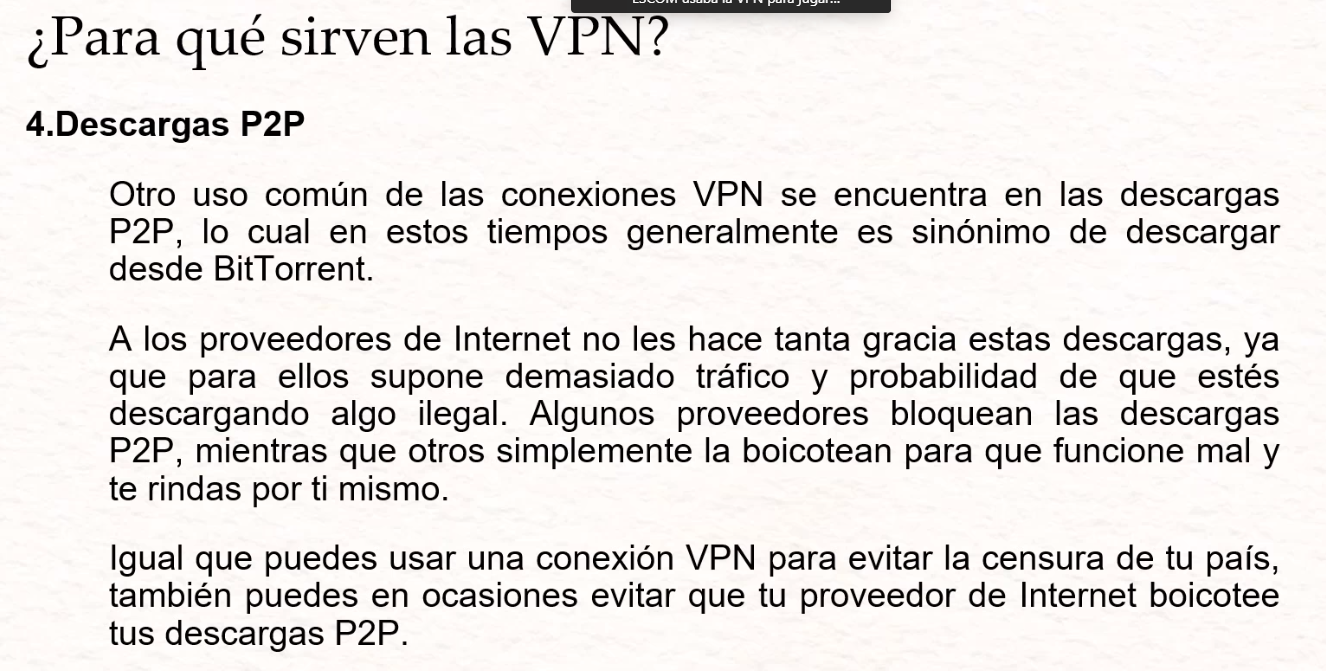 ESCOM usaba la VPN para jugar...
¿Para qué sirven las VPN?
4.Descargas P2P
Otro uso común de las conexiones VPN se encuentra en las descargas
P2P, lo cual en estos tiempos generalmente es sinónimo de descargar
desde BitTorrent.
A los proveedores de Internet no les hace tanta gracia estas descargas, ya
que para ellos supone demasiado tráfico y probabilidad de que estés
descargando algo ilegal. Algunos proveedores bloquean las descargas
P2P, mientras que otros simplemente la boicotean para que funcione mal y
te rindas por ti mismo.
Igual que puedes usar una conexión VPN para evitar la censura de tu país,
también puedes en ocasiones evitar que tu proveedor de Internet boicotee
tus descargas P2P.